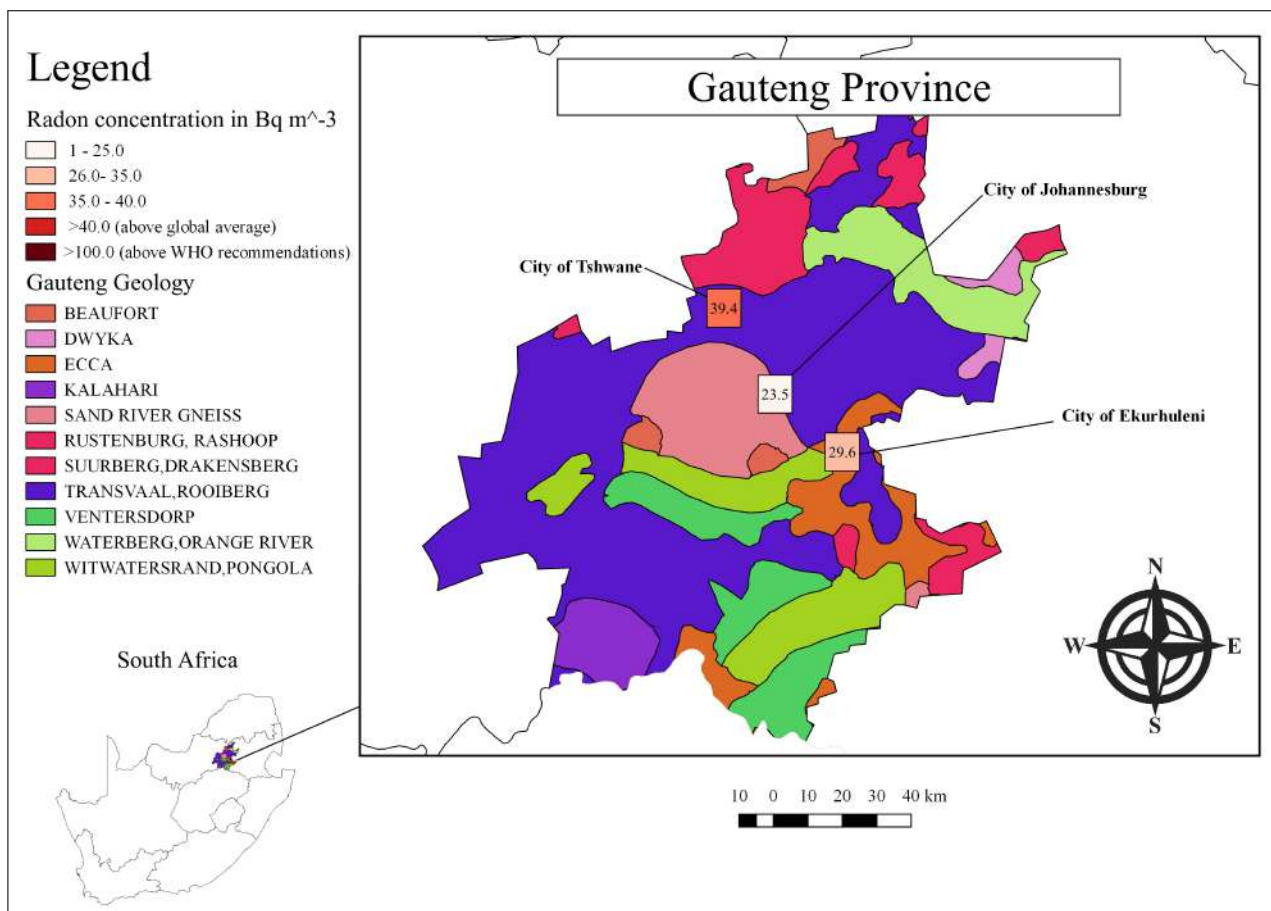 Legend
Radon concentration in Bq m^-3
1 - 25.0
26.0- 35.0
35.0 - 40.0
>40.0 (above global average)
>100.0 (above WHO recommendations)
Gauteng Geology
BEAUFORT
DWYKA
ECCA
KALAHARI
SAND RIVER GNEISS
RUSTENBURG, RASHOOP
SUURBERG,DRAKENSBERG
TRANSVAAL,ROOIBERG
VENTERSDORP
WATERBERG,ORANGE RIVER
WITWATERSRAND,PONGOLA
South Africa
Gauteng Province
City of Johannesburg
City of Tshwane
39.4
23.5
City of Ekurhuleni
29.6
N
W E
S
10 0 10 20 30 40 km